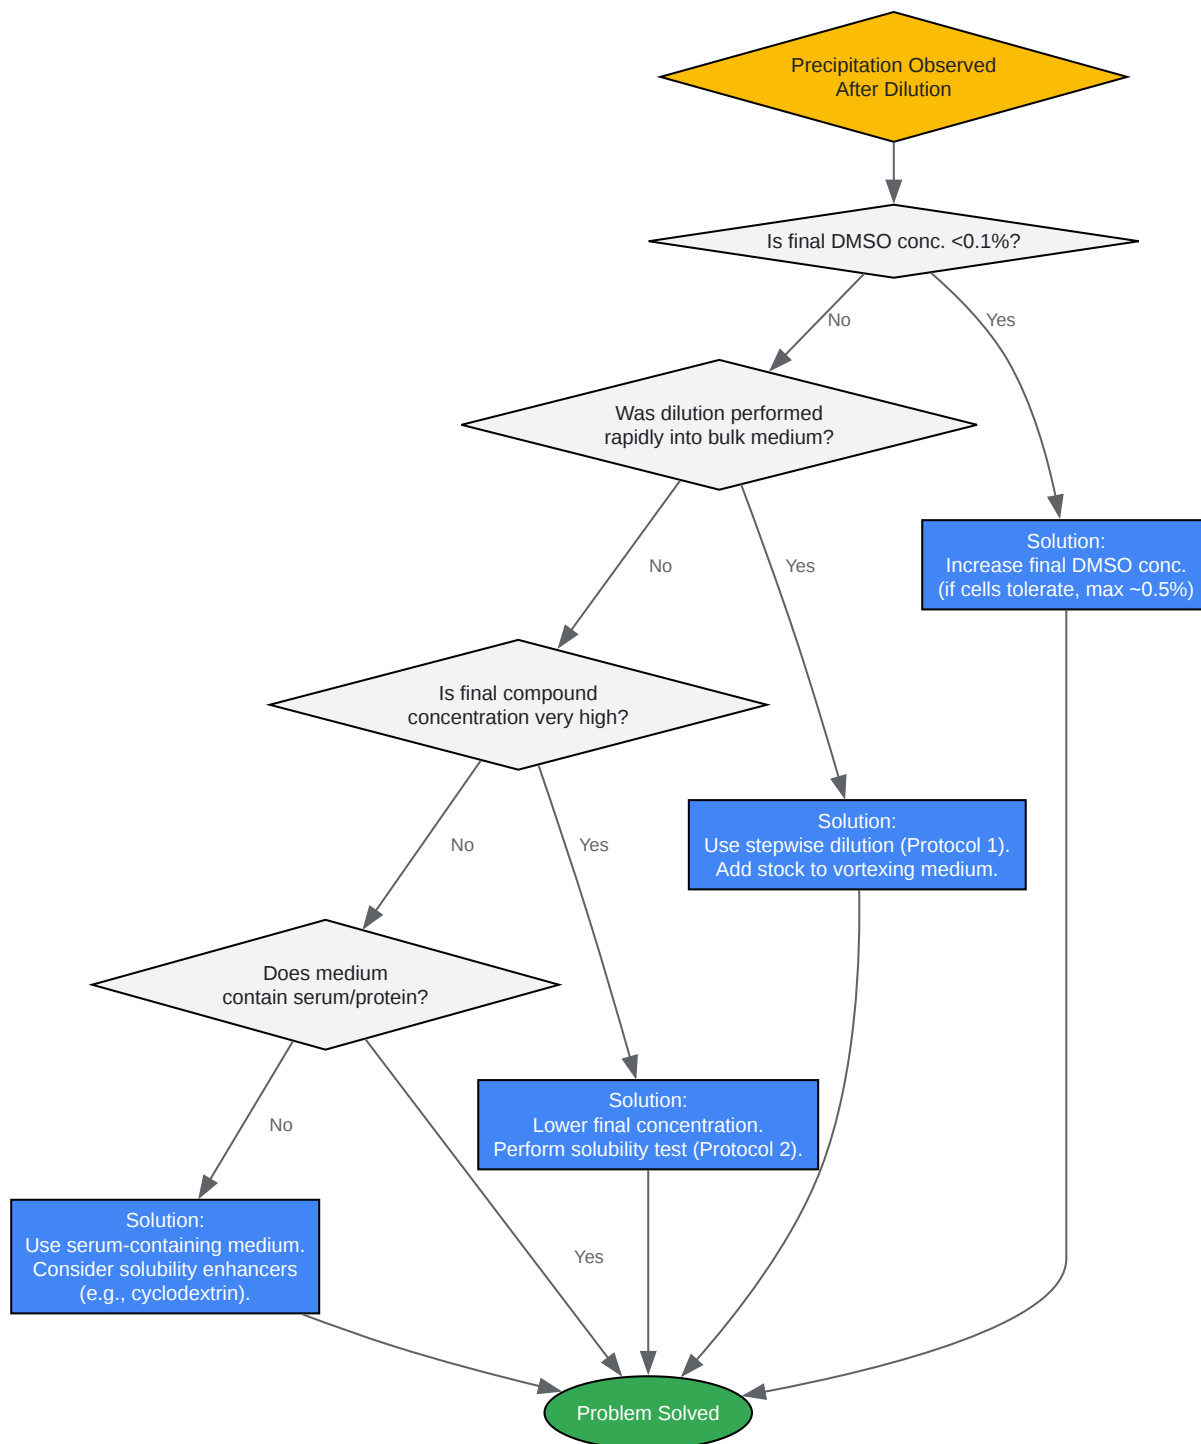 Precipitation Observed
After Dilution
Is final DMSO conc. <0.1%?
No
Yes
Was dilution performed
rapidly into bulk medium?
Solution:
Increase final DMSO conc.
(if cells tolerate, max ~0.5%)
No
Yes
Is final compound
concentration very high?
Solution:
Use stepwise dilution (Protocol 1).
Add stock to vortexing medium.
No
Yes
Does medium
contain serum/protein?
Solution:
Lower final concentration.
Perform solubility test (Protocol 2).
No
Yes
Solution:
Use serum-containing medium.
Consider solubility enhancers
(e.g., cyclodextrin).
Problem Solved